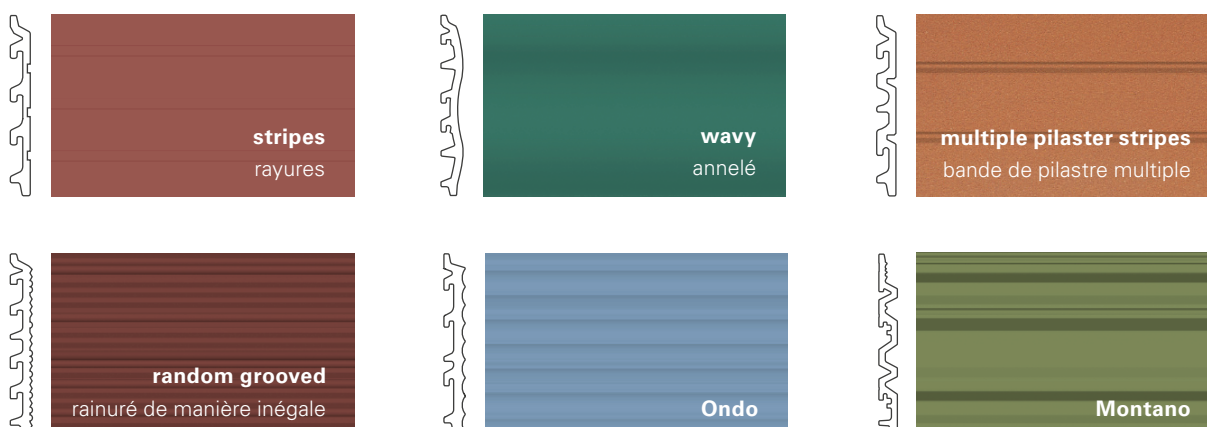 stripes
rayures
wavy
annelé
multiple pilaster stripes
bande de pilastre multiple
random grooved
rainuré de manière inégale
Ondo
Montano